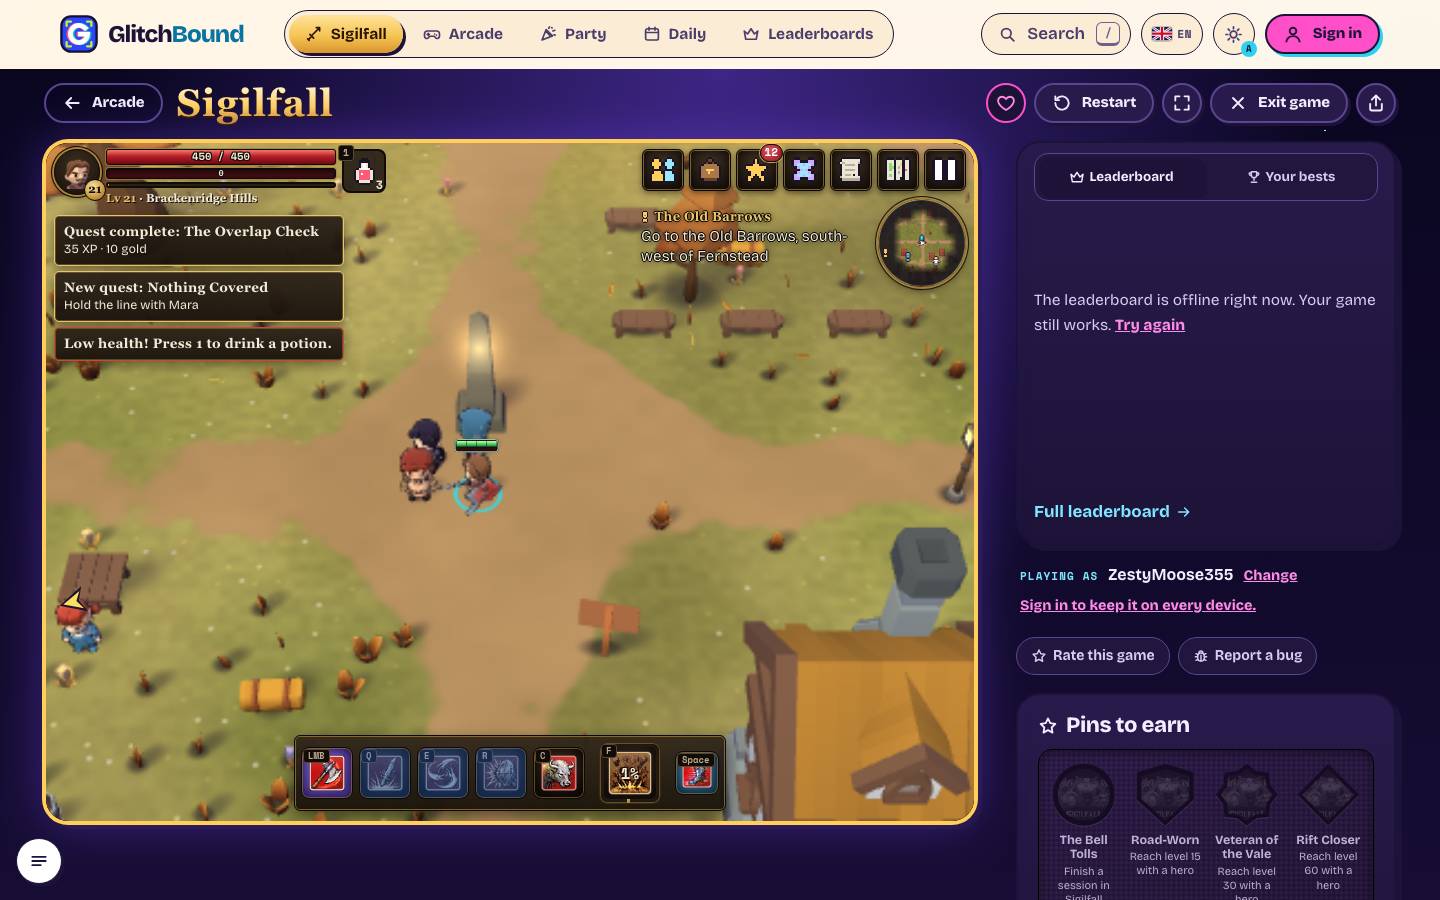 GlitchBound
Sigilfall
Arcade
Party
Daily
Leaderboards
Search /
EN
A
Sign in
Arcade
Sigilfall
Restart
Exit game
450 / 450
0
21
Lv 21 · Brackenridge Hills
1
3
12
Quest complete: The Overlap Check
35 XP · 10 gold
New quest: Nothing Covered
Hold the line with Mara
Low health! Press 1 to drink a potion.
! The Old Barrows
Go to the Old Barrows, south-
west of Fernstead
LMB
Q
E
R
C
F
1%
Space
Leaderboard
Your bests
The leaderboard is offline right now. Your game
still works. Try again
Full leaderboard →
PLAYING AS ZestyMoose355 Change
Sign in to keep it on every device.
Rate this game
Report a bug
Pins to earn
The Bell
Tolls
Finish a
session in
Sigilfall
Road-Worn
Reach level 15
with a hero
Veteran of
the Vale
Reach level
30 with a
hero
Rift Closer
Reach level
60 with a
hero